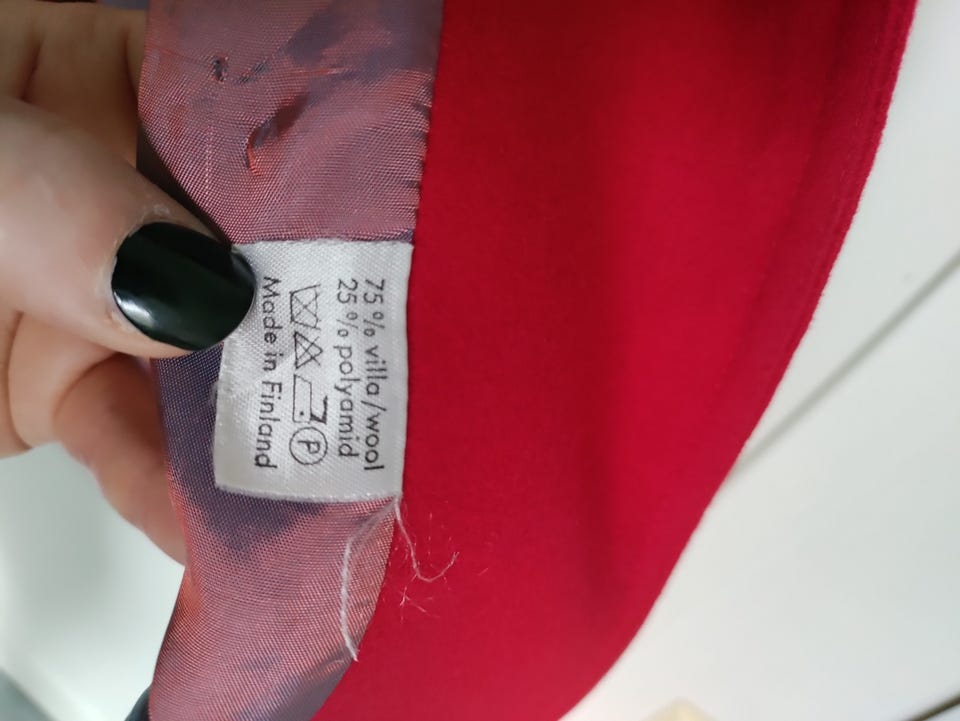 75% villa/wool
25% polyamid
P
Made in Finland